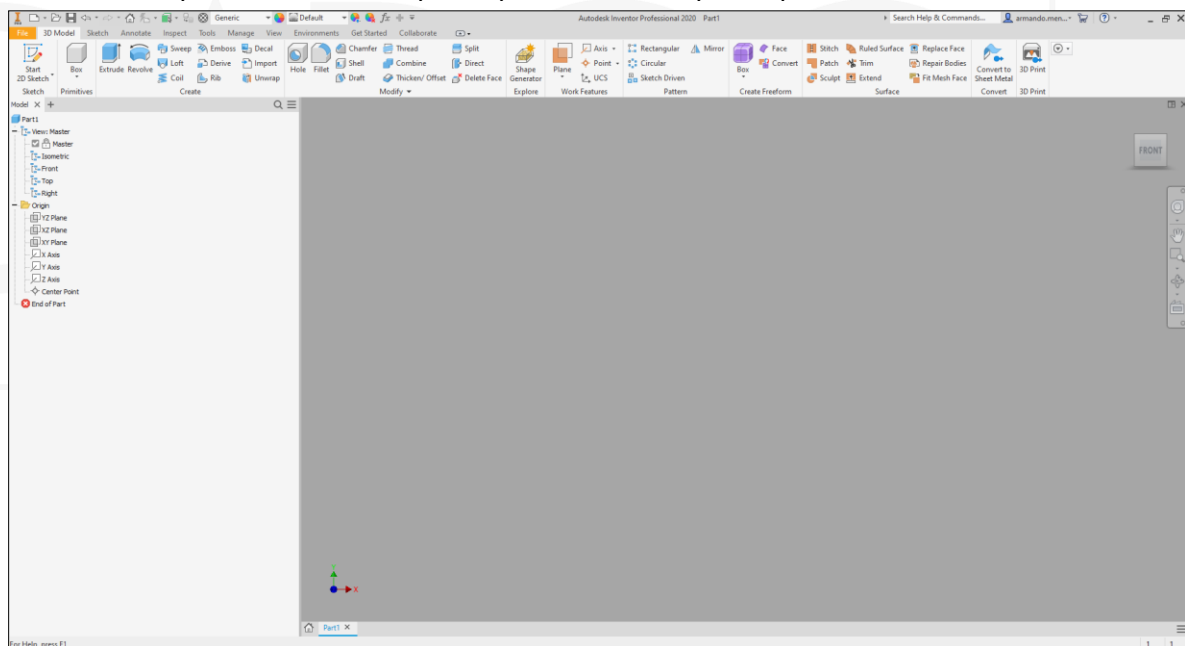 Generic Default Autodesk Inventor Professional 2020 Part1 Search Help & Commands... armando.men...
File 3D Model Sketch Annotate Inspect Tools Manage View Environments Get Started Collaborate
Start 2D Sketch
Box
Extrude Revolve
Sweep Emboss Decal
Loft Derive Import
Coil Rib Unwrap
Hole Fillet
Chamfer Thread Split
Shell Combine Direct
Draft Thicken/ Offset Delete Face
Shape Generator
Plane
Axis
Point
UCS
Rectangular Mirror
Circular
Sketch Driven
Box
Face
Convert
Stitch Ruled Surface Replace Face
Patch Trim Repair Bodies
Sculpt Extend Fit Mesh Face
Convert to Sheet Metal
3D Print
Sketch Primitives Create Modify Explore Work Features Pattern Create Freeform Surface Convert 3D Print
Model
Part1
View: Master
Master
Isometric
Front
Top
Right
Origin
YZ Plane
XZ Plane
XY Plane
X Axis
Y Axis
Z Axis
Center Point
End of Part
FRONT
X
Part1
For Help, press F1
1 1